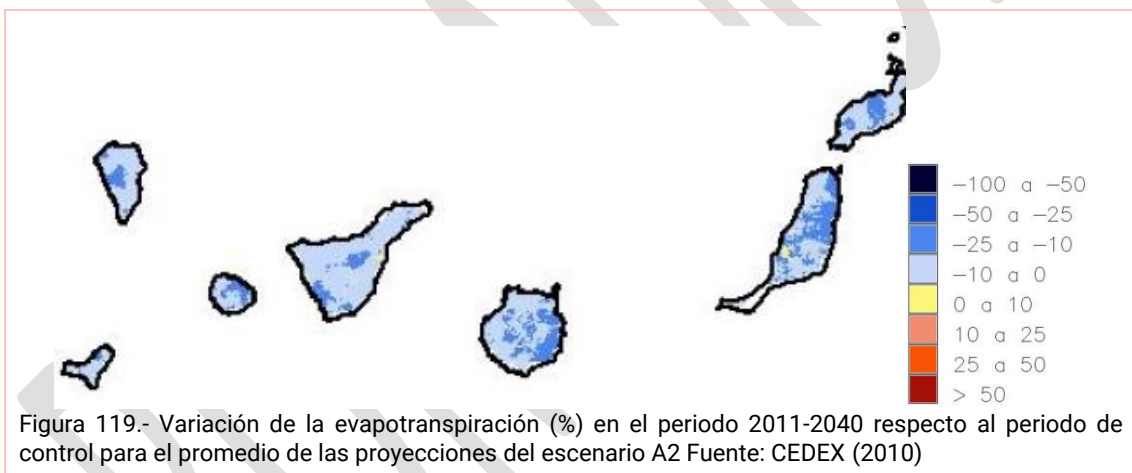 −100 a −50
−50 a −25
−25 a −10
−10 a 0
0 a 10
10 a 25
25 a 50
> 50
Figura 119.- Variación de la evapotranspiración (%) en el periodo 2011-2040 respecto al periodo de
control para el promedio de las proyecciones del escenario A2 Fuente: CEDEX (2010)